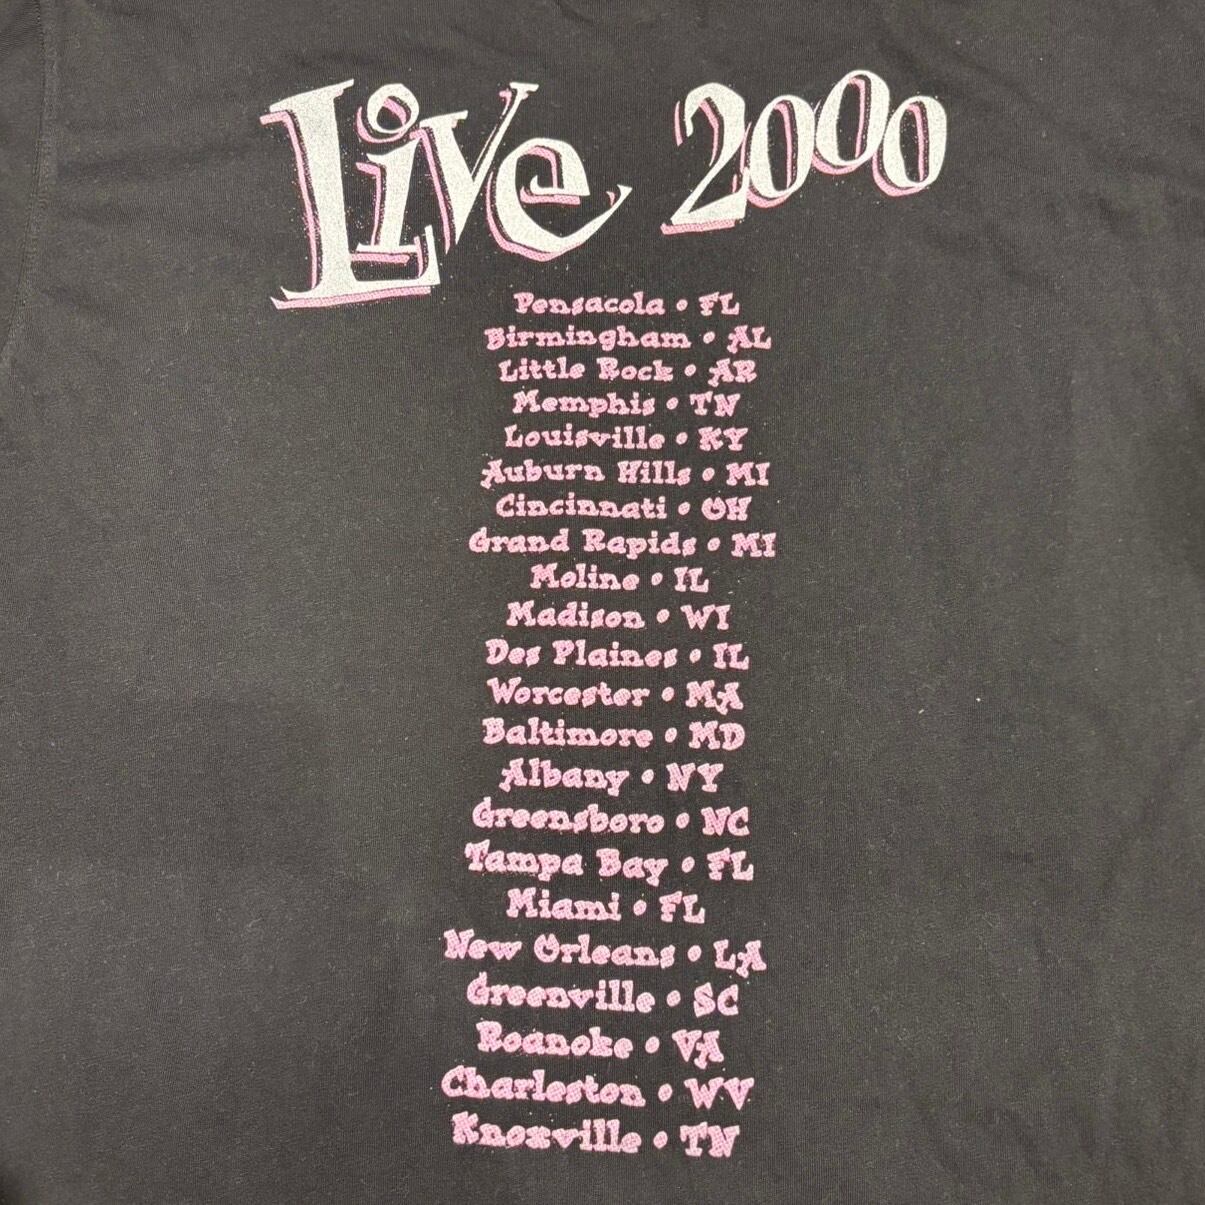 Live 2000
Pensacola • FL
Birmingham • AL
Little Rock • AR
Memphis • TN
Louisville • KY
Auburn Hills • MI
Cincinnati • OH
Grand Rapids • MI
Moline • IL
Madison • WI
Des Plaines • IL
Worcester • MA
Baltimore • MD
Albany • NY
Greensboro • NC
Tampa Bay • FL
Miami • FL
New Orleans • LA
Greenville • SC
Roanoke • VA
Charleston • WV
Knoxville • TN